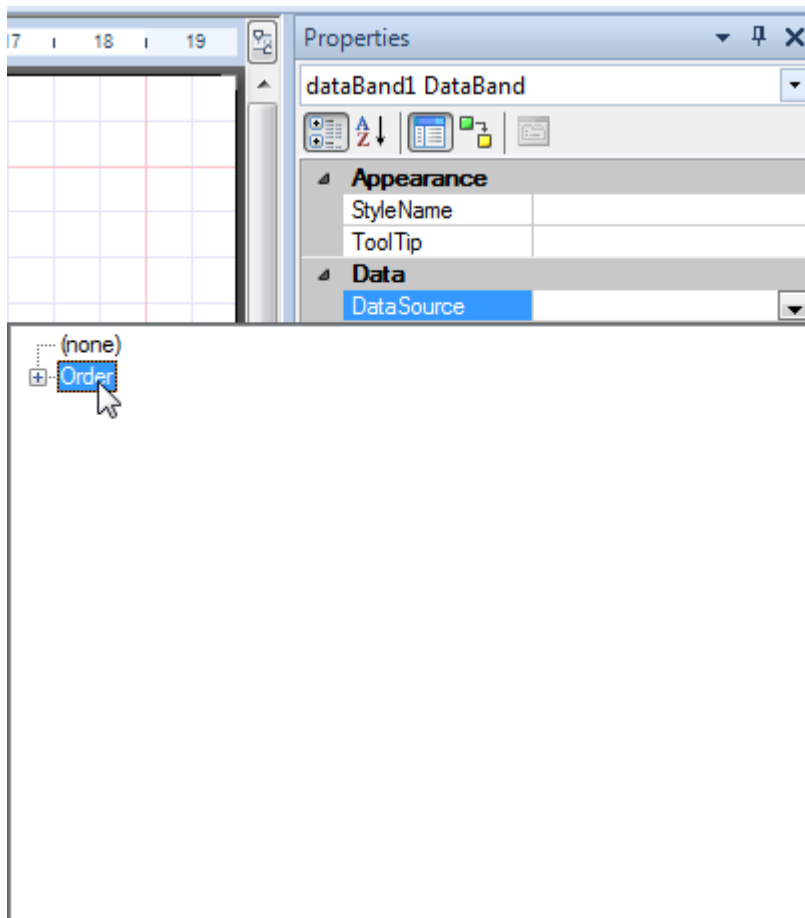 17 18 19
Properties
dataBand1 DataBand
Appearance
StyleName
ToolTip
Data
DataSource
(none)
Order